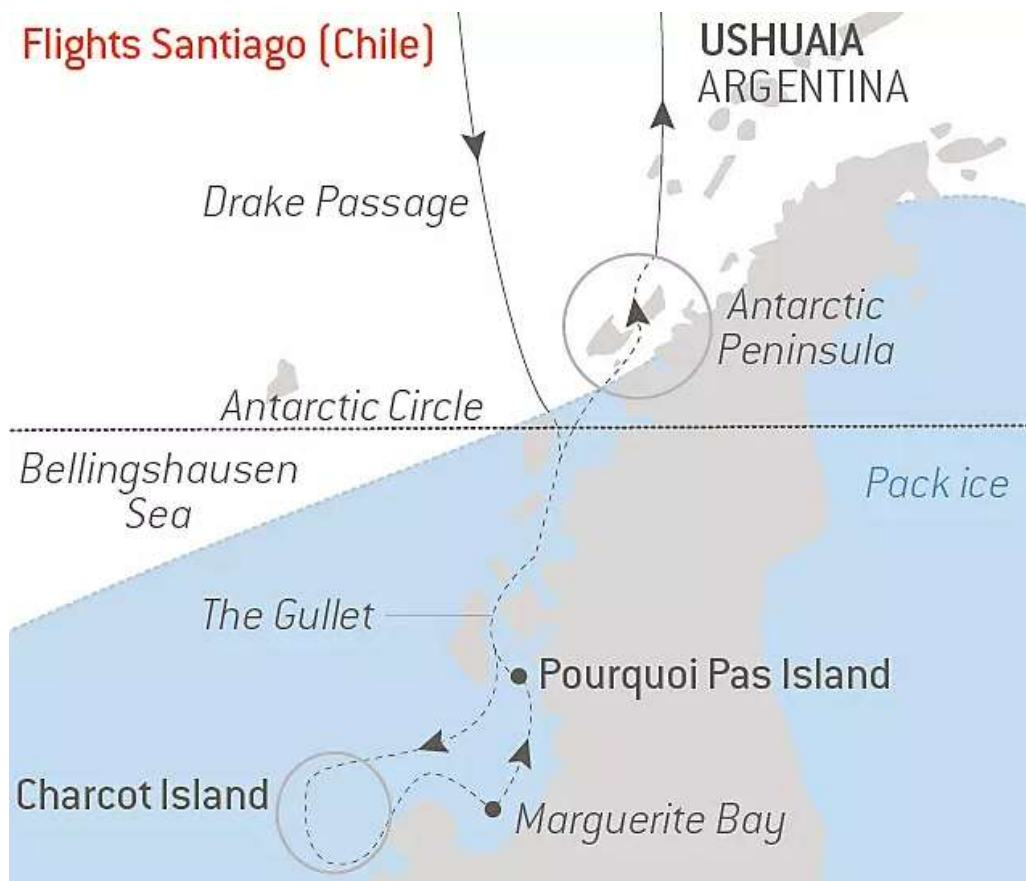 Flights Santiago (Chile)
USHUAIA
ARGENTINA
Drake Passage
Antarctic
Peninsula
Antarctic Circle
Bellingshausen
Sea
Pack ice
The Gullet
Pourquoi Pas Island
Charcot Island
Marguerite Bay